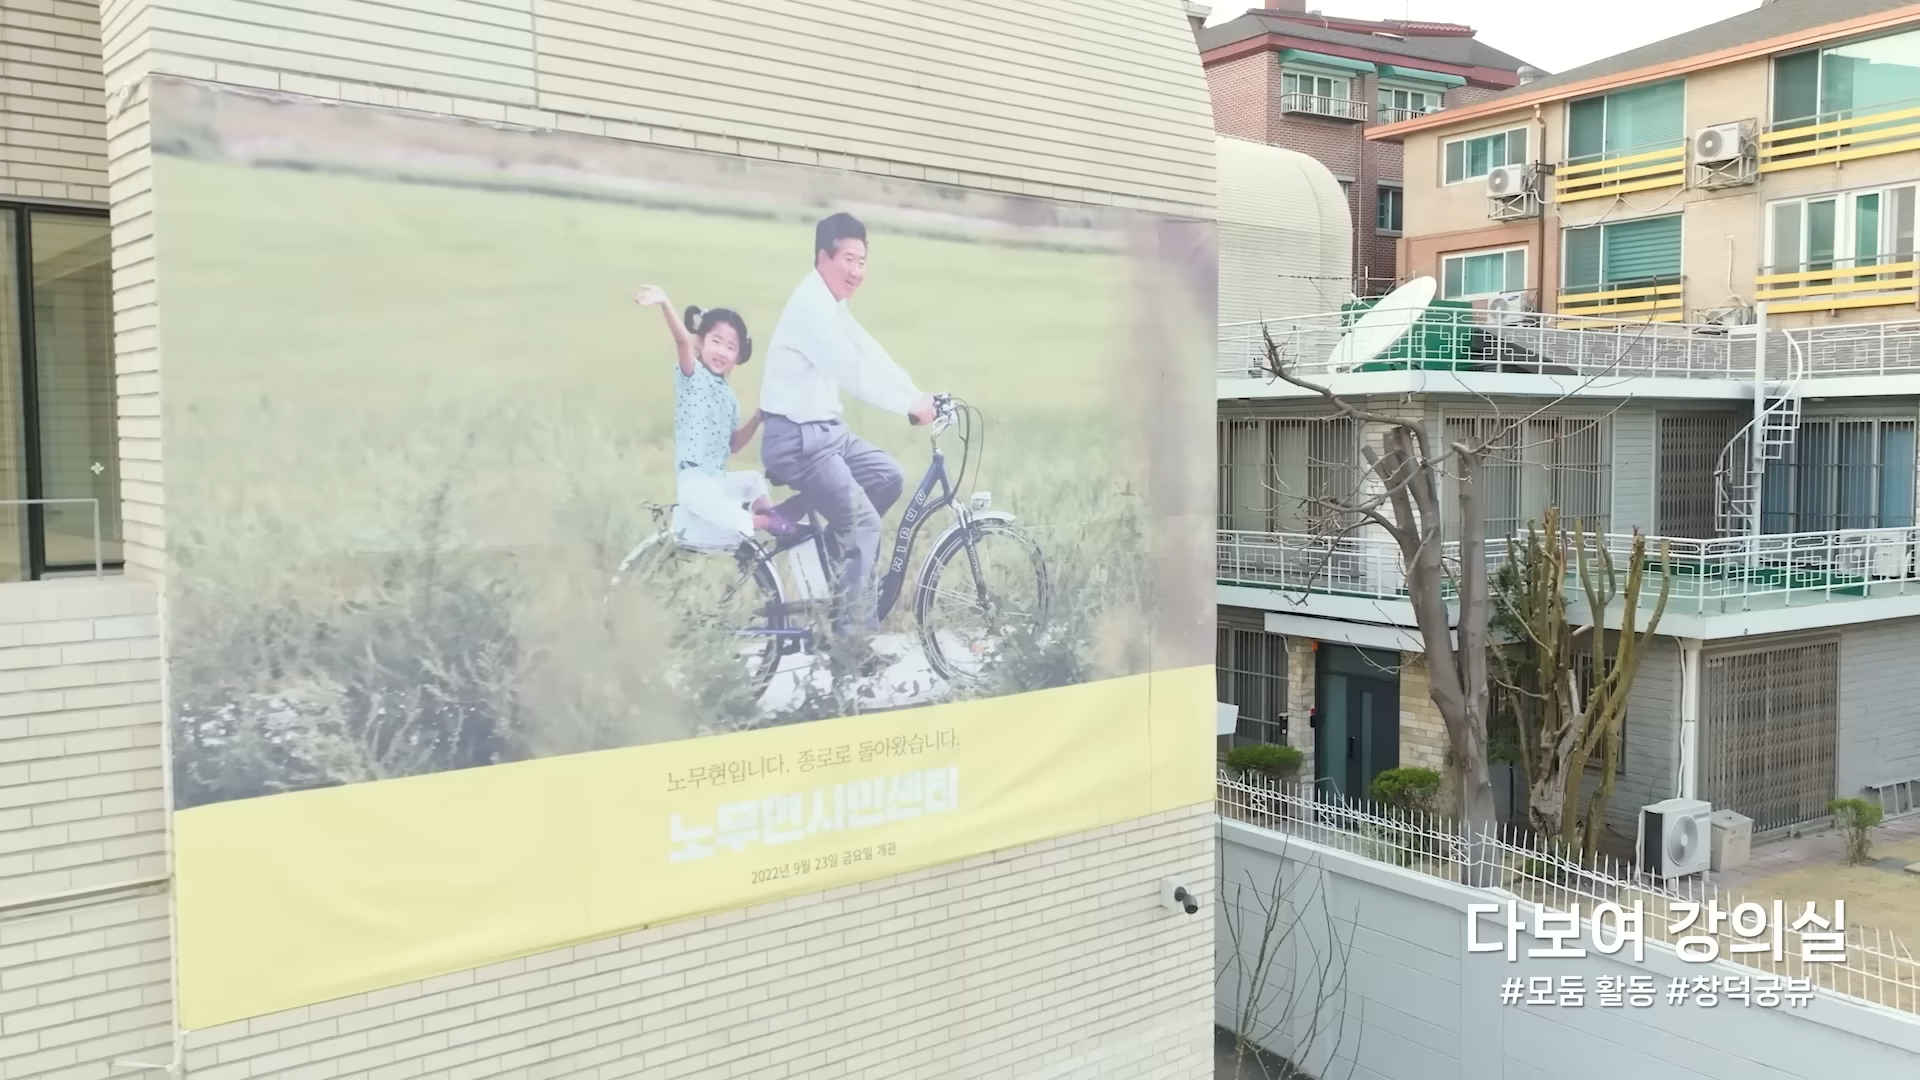 HiRUN
노무현입니다. 종로로 돌아왔습니다.
노무현시민센터
2022년 9월 23일 금요일 개관
다보여 강의실
#모둠 활동 #창덕궁뷰